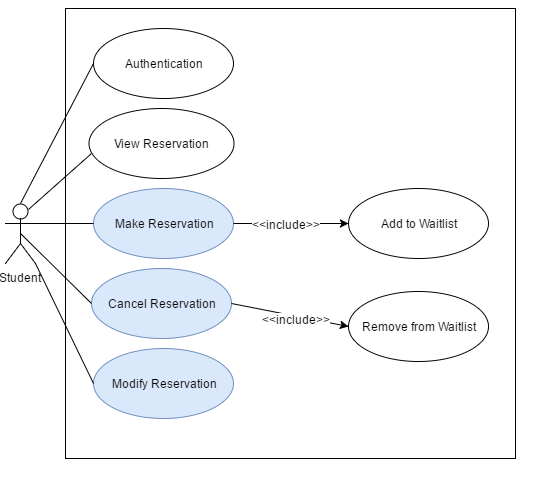 Authentication
View Reservation
Make Reservation
<<include>>
Add to Waitlist
Student
Cancel Reservation
<<include>>
Remove from Waitlist
Modify Reservation